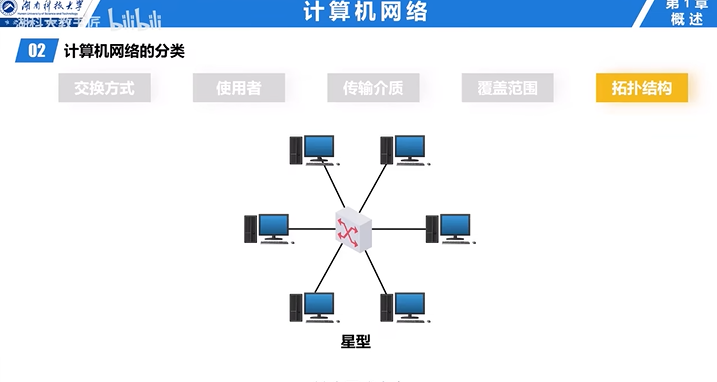 湖南科技大学
计算机网络
第1章
概述
湖科大教书匠 bilibili
02 计算机网络的分类
交换方式 使用者 传输介质 覆盖范围 拓扑结构
星型